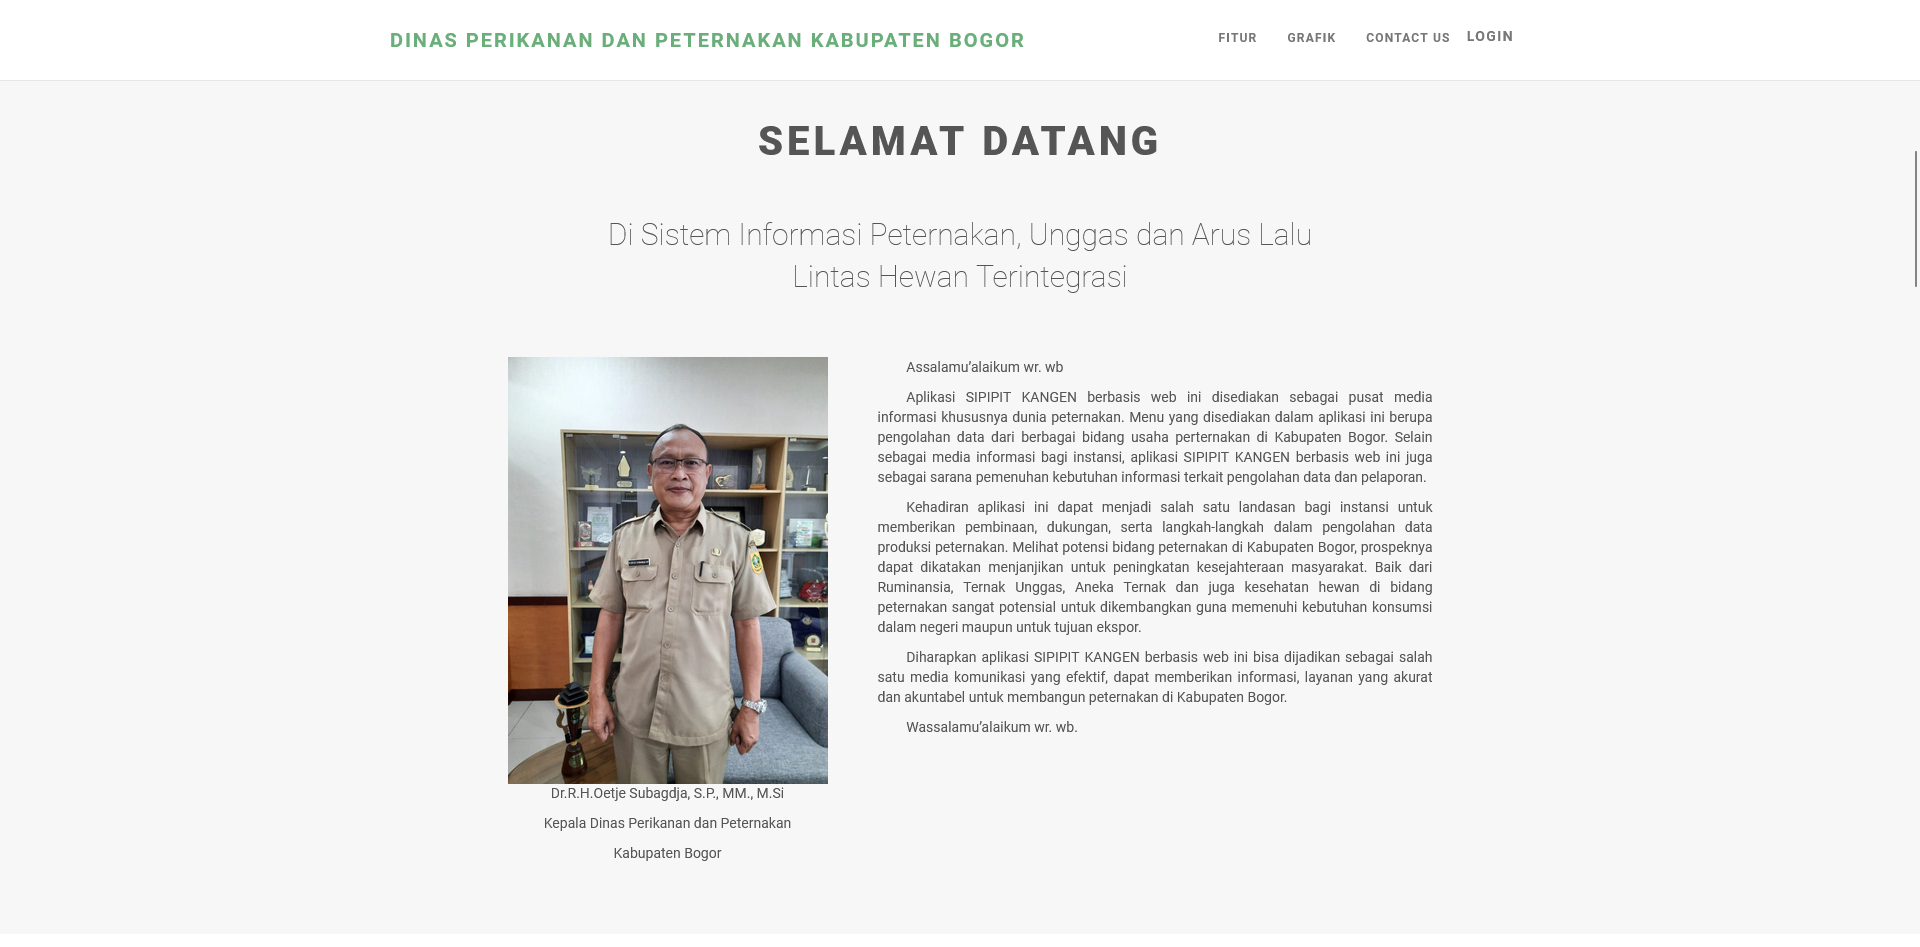 DINAS PERIKANAN DAN PETERNAKAN KABUPATEN BOGOR
FITUR
GRAFIK
CONTACT US
LOGIN
SELAMAT DATANG
Di Sistem Informasi Peternakan, Unggas dan Arus Lalu
Lintas Hewan Terintegrasi
Assalamu’alaikum wr. wb
Aplikasi SIPIPIT KANGEN berbasis web ini disediakan sebagai pusat media
informasi khususnya dunia peternakan. Menu yang disediakan dalam aplikasi ini berupa
pengolahan data dari berbagai bidang usaha perternakan di Kabupaten Bogor. Selain
sebagai media informasi bagi instansi, aplikasi SIPIPIT KANGEN berbasis web ini juga
sebagai sarana pemenuhan kebutuhan informasi terkait pengolahan data dan pelaporan.
Kehadiran aplikasi ini dapat menjadi salah satu landasan bagi instansi untuk
memberikan pembinaan, dukungan, serta langkah-langkah dalam pengolahan data
produksi peternakan. Melihat potensi bidang peternakan di Kabupaten Bogor, prospeknya
dapat dikatakan menjanjikan untuk peningkatan kesejahteraan masyarakat. Baik dari
Ruminansia, Ternak Unggas, Aneka Ternak dan juga kesehatan hewan di bidang
peternakan sangat potensial untuk dikembangkan guna memenuhi kebutuhan konsumsi
dalam negeri maupun untuk tujuan ekspor.
Diharapkan aplikasi SIPIPIT KANGEN berbasis web ini bisa dijadikan sebagai salah
satu media komunikasi yang efektif, dapat memberikan informasi, layanan yang akurat
dan akuntabel untuk membangun peternakan di Kabupaten Bogor.
Wassalamu’alaikum wr. wb.
Dr.R.H.Oetje Subagdja, S.P., MM., M.Si
Kepala Dinas Perikanan dan Peternakan
Kabupaten Bogor